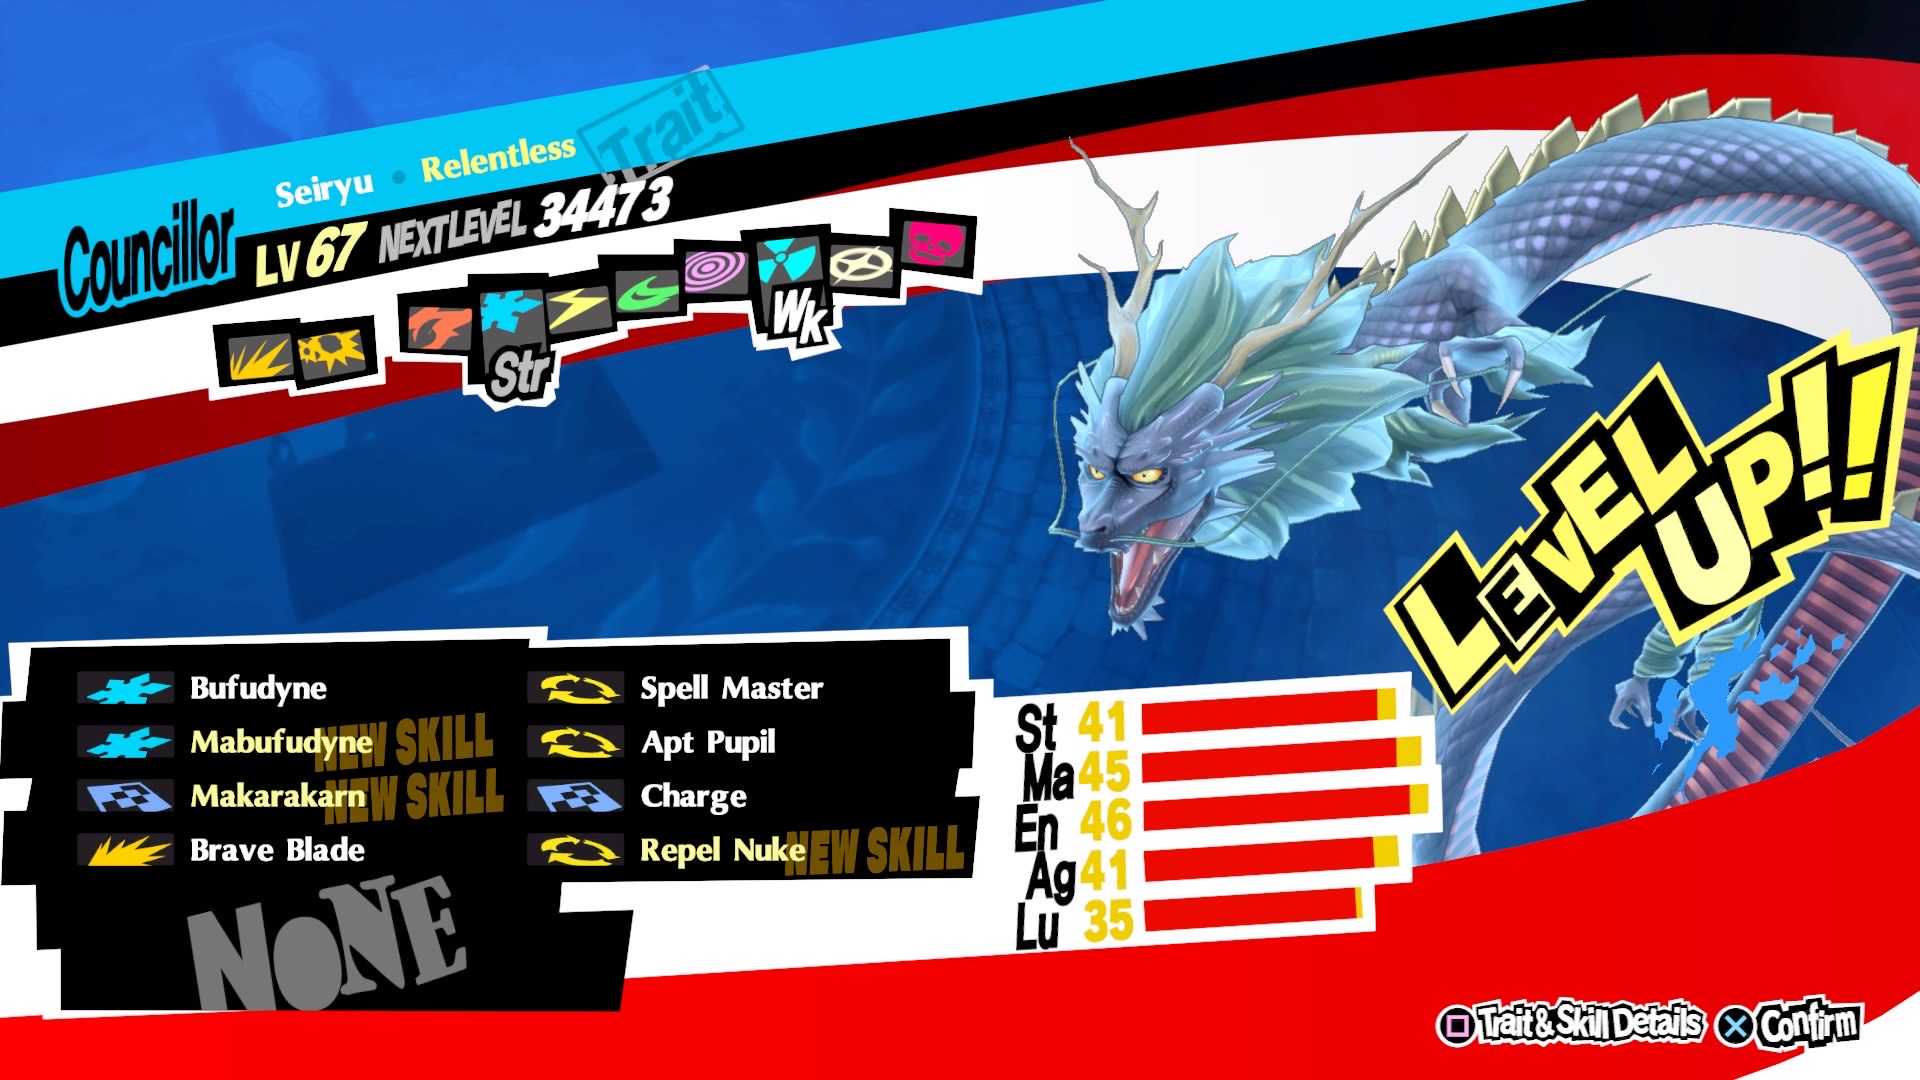 Councillor
Seiryu • Relentless Trait
LV 67 NEXT LEVEL 34473
Str
Wk
LEVEL UP!!
Bufudyne
Mabufudyne NEW SKILL
Makarakarn NEW SKILL
Brave Blade
NONE
Spell Master
Apt Pupil
Charge
Repel Nuke NEW SKILL
St 41
Ma 45
En 46
Ag 41
Lu 35
Trait & Skill Details Confirm